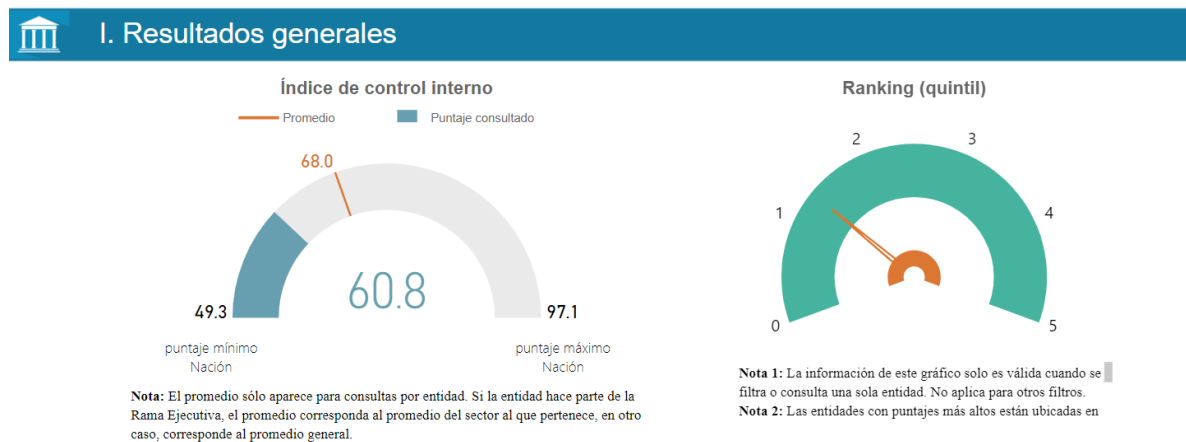 I. Resultados generales
Índice de control interno
Promedio
Puntaje consultado
68.0
60.8
49.3
97.1
puntaje mínimo
Nación
puntaje máximo
Nación
Nota: El promedio sólo aparece para consultas por entidad. Si la entidad hace parte de la
Rama Ejecutiva, el promedio corresponda al promedio del sector al que pertenece, en otro
caso, corresponde al promedio general.
Ranking (quintil)
0
1
2
3
4
5
Nota 1: La información de este gráfico solo es válida cuando se
filtra o consulta una sola entidad. No aplica para otros filtros.
Nota 2: Las entidades con puntajes más altos están ubicadas en